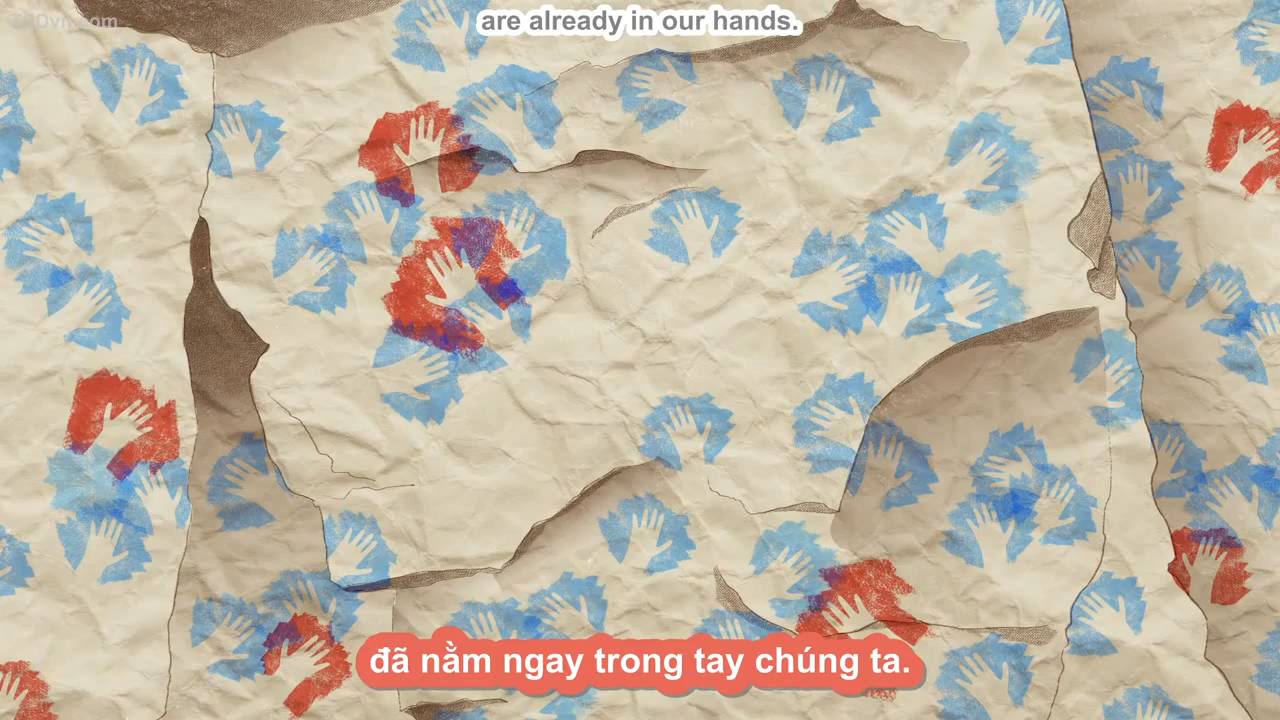 are already in our hands.
đã nằm ngay trong tay chúng ta.